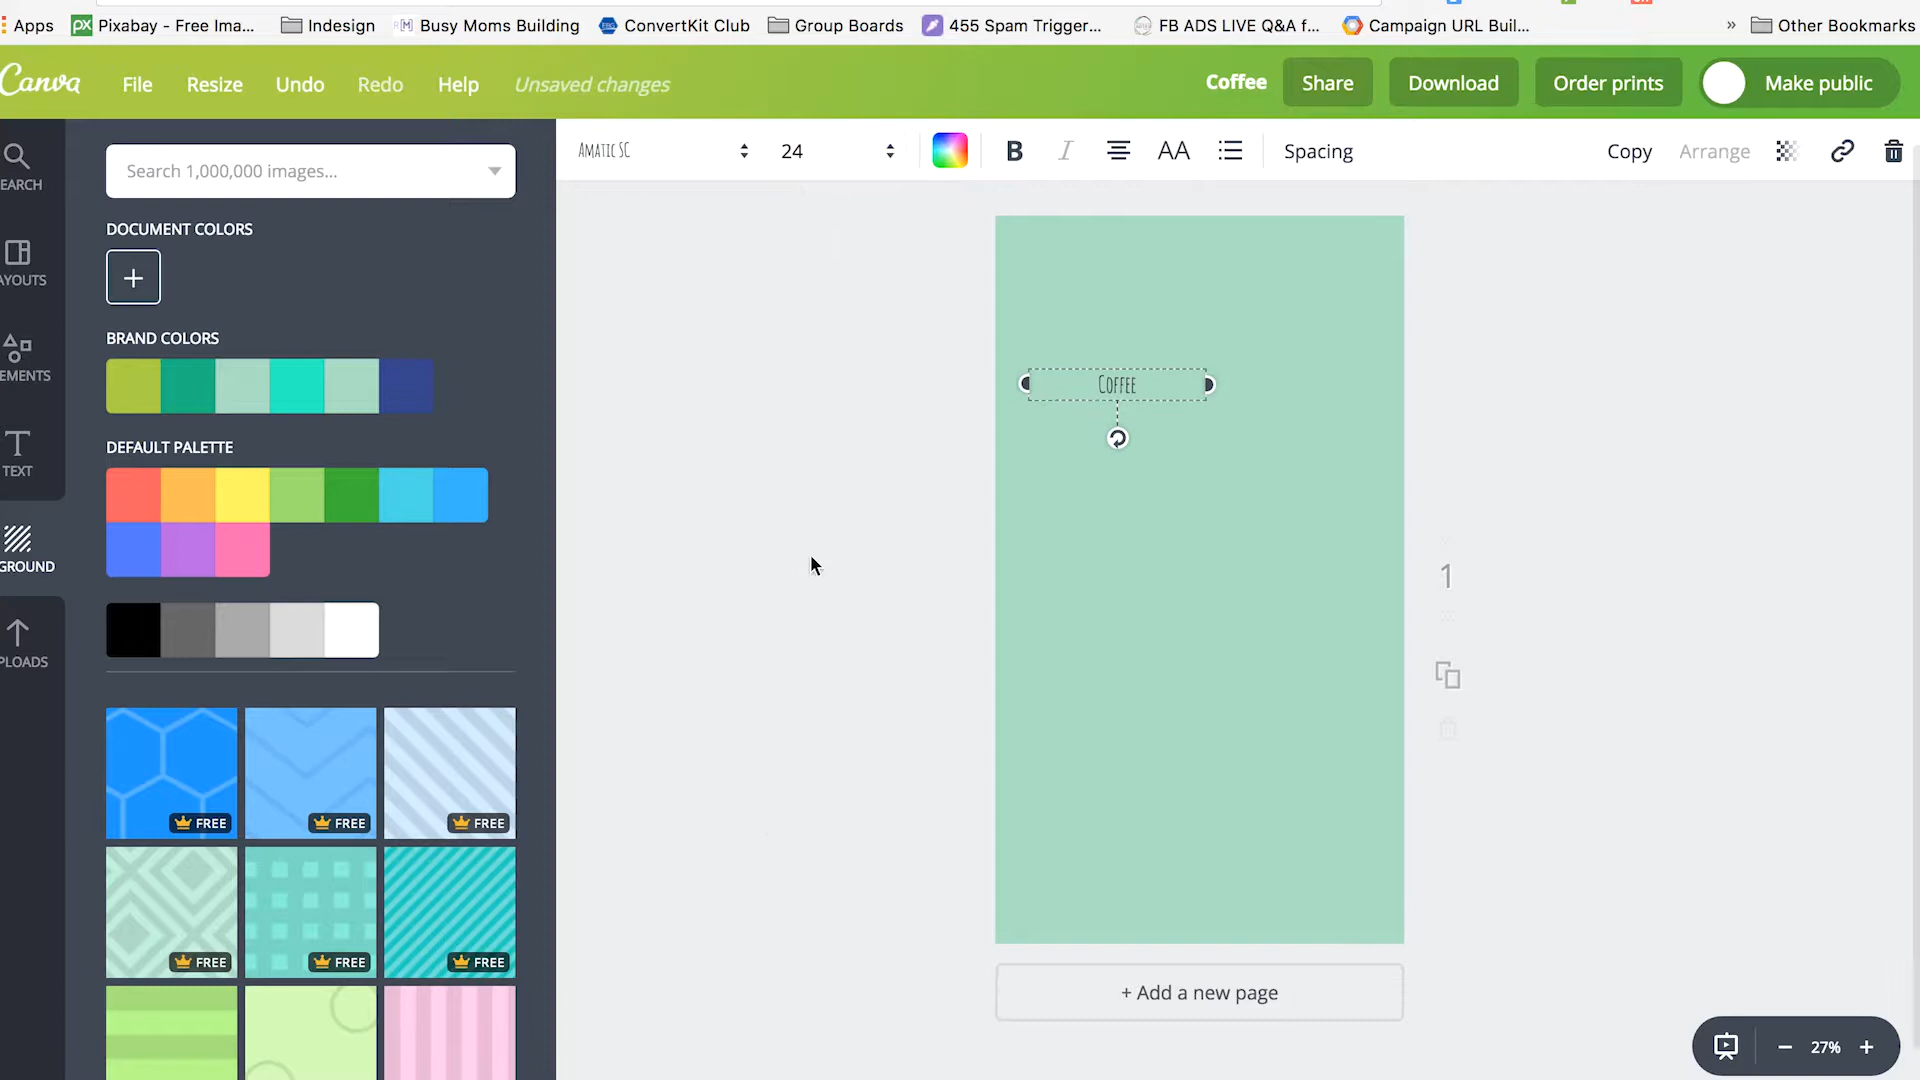 Apps Pixabay - Free Ima... Indesign Busy Moms Building ConvertKit Club Group Boards 455 Spam Trigger... FB ADS LIVE Q&A f... Campaign URL Buil... » Other Bookmarks
Canva File Resize Undo Redo Help Unsaved changes Coffee Share Download Order prints Make public
AMATIC SC 24 B I AA Spacing Copy Arrange
Search 1,000,000 images...
EARCH
DOCUMENT COLORS
+
AYOUTS
BRAND COLORS
EMENTS
COFFEE
DEFAULT PALETTE
TEXT
GROUND
1
PLOADS
FREE FREE FREE
FREE FREE FREE
+ Add a new page
27%